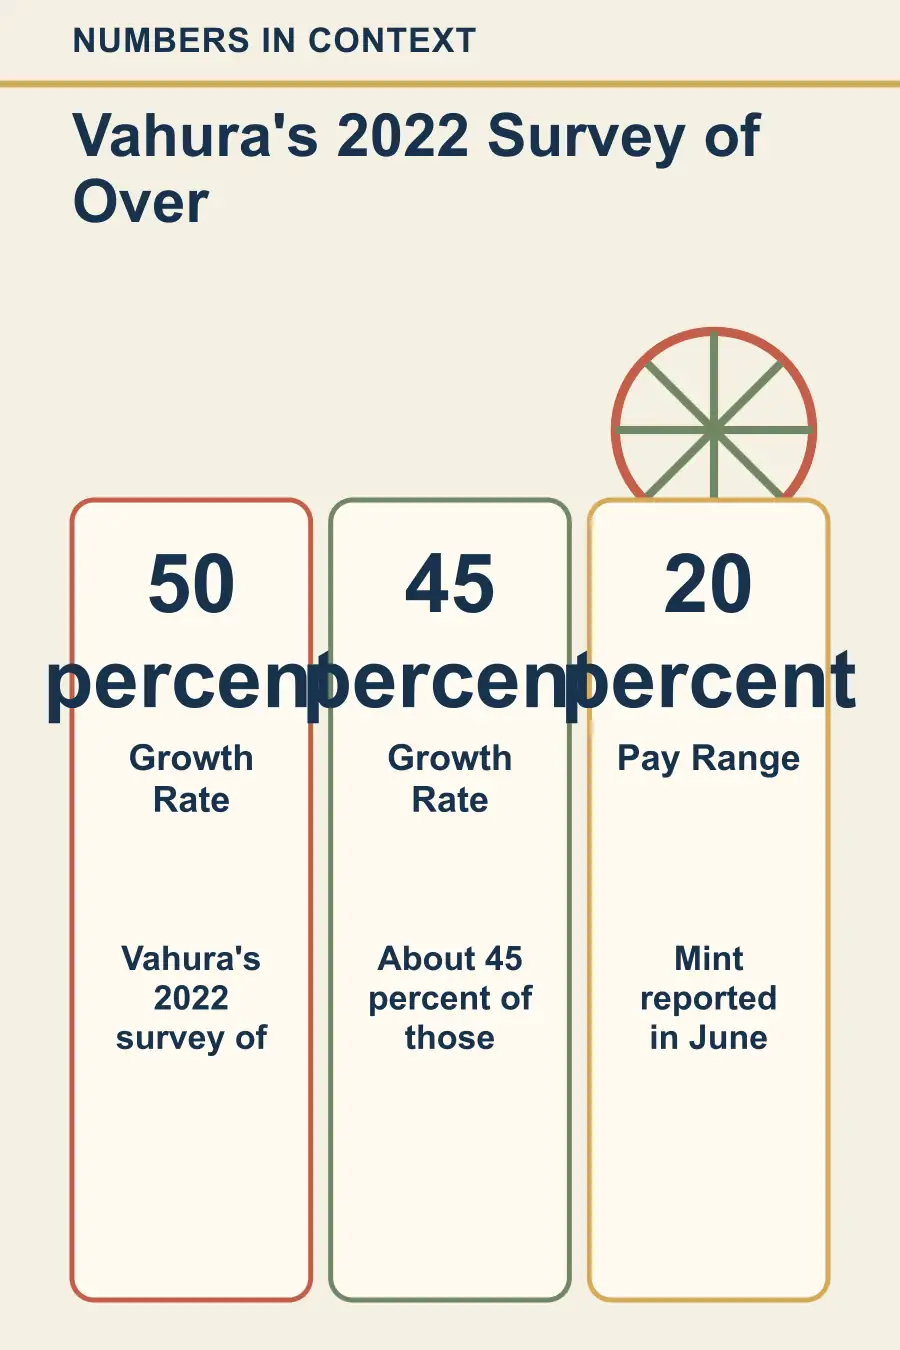 NUMBERS IN CONTEXT
Vahura's 2022 Survey of
Over
50
percent
Growth
Rate
Vahura's
2022
survey of
45
percent
Growth
Rate
About 45
percent of
those
20
percent
Pay Range
Mint
reported
in June